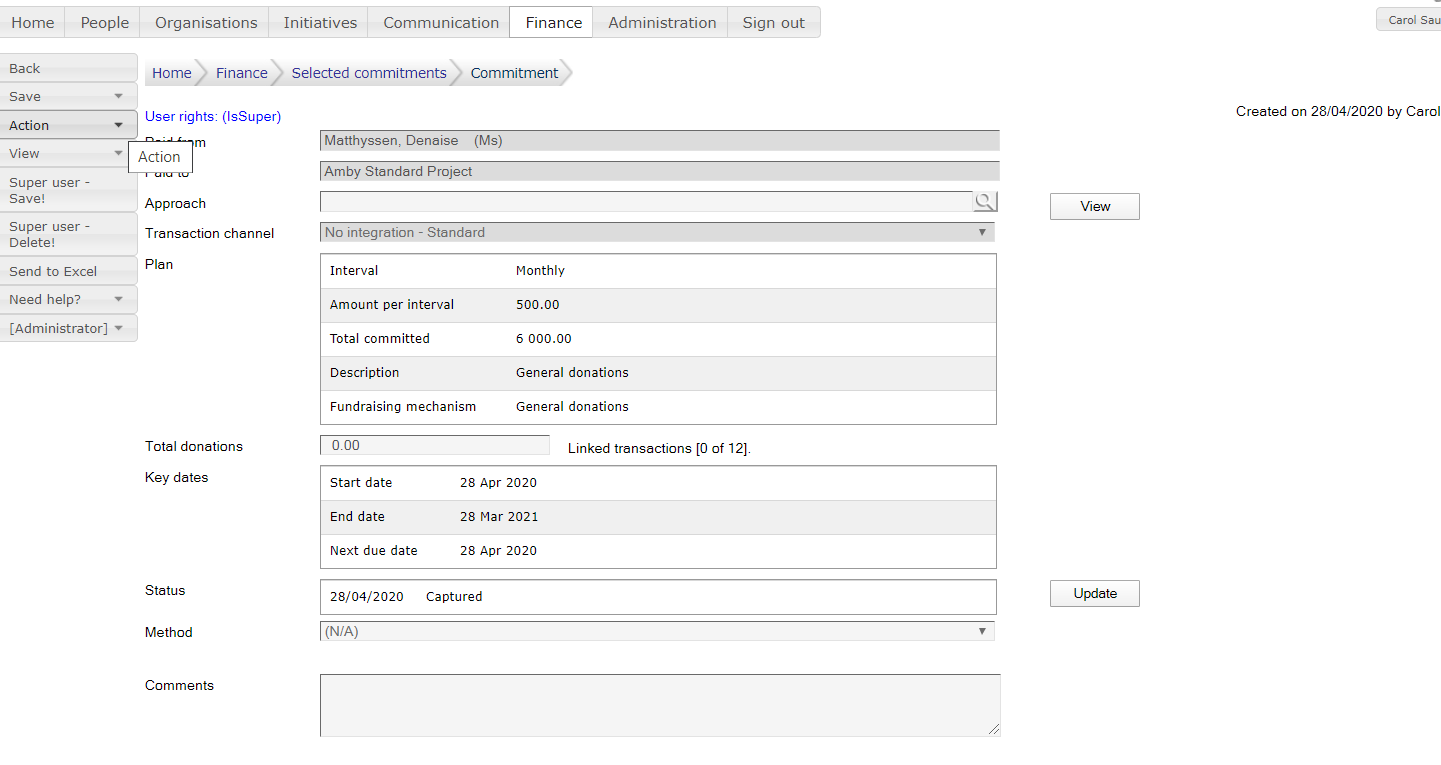 Home People Organisations Initiatives Communication Finance Administration Sign out
Carol Sau
Back
Save
Action
View
Super user -
Save!
Super user -
Delete!
Send to Excel
Need help?
[Administrator]
Action
Home Finance Selected commitments Commitment
User rights: (IsSuper)
Created on 28/04/2020 by Carol
Paid from Matthyssen, Denaise (Ms)
Paid to Amby Standard Project
Approach View
Transaction channel No integration - Standard
Plan
Interval Monthly
Amount per interval 500.00
Total committed 6 000.00
Description General donations
Fundraising mechanism General donations
Total donations 0.00 Linked transactions [0 of 12].
Key dates
Start date 28 Apr 2020
End date 28 Mar 2021
Next due date 28 Apr 2020
Status 28/04/2020 Captured Update
Method (N/A)
Comments